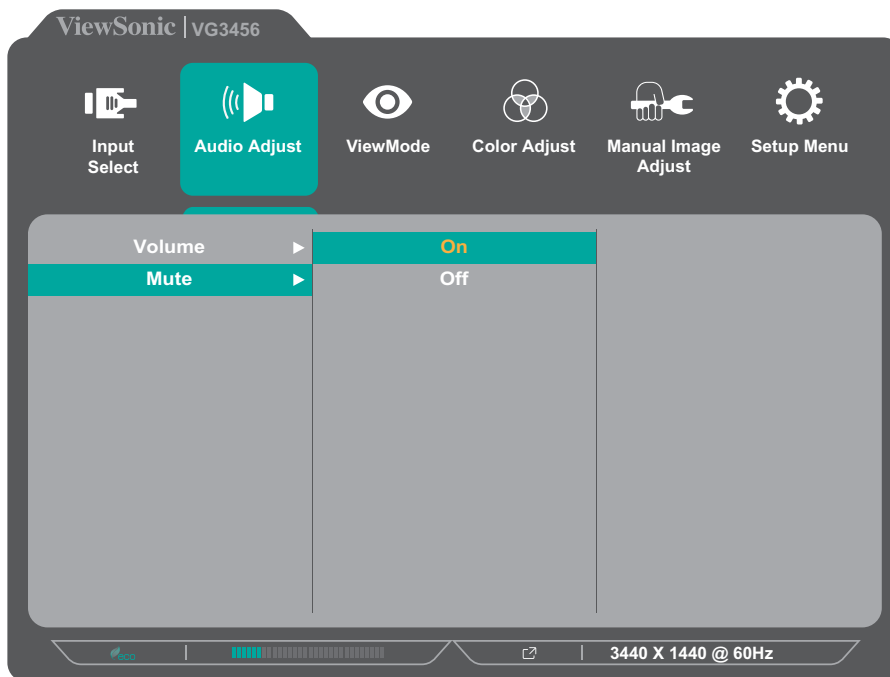 ViewSonic | VG3456
Input
Select
Audio Adjust
ViewMode
Color Adjust
Manual Image
Adjust
Setup Menu
Volume
On
Mute
Off
eco
3440 X 1440 @ 60Hz